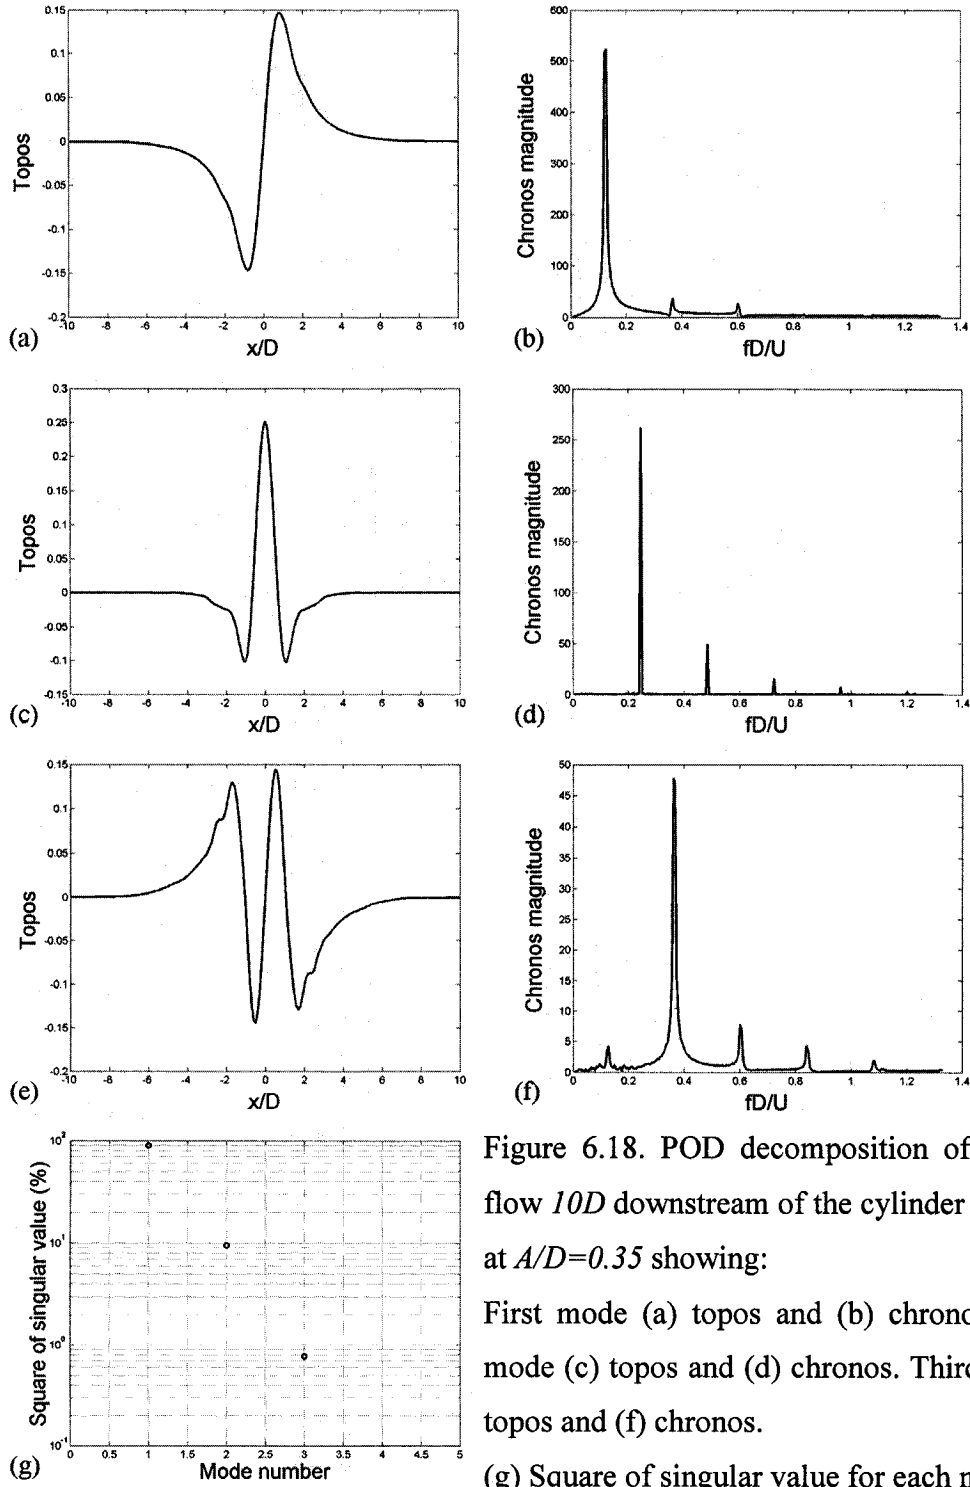 0.15
0.1
0.05
0
-0.05
-0.1
-0.15
-0.2
Topos
-10 -8 -6 -4 -2 0 2 4 6 8 10
(a) x/D
600
500
400
300
200
100
0
Chronos magnitude
0 0.2 0.4 0.6 0.8 1 1.2 1.4
(b) fD/U
0.3
0.25
0.2
0.15
0.1
0.05
0
-0.05
-0.1
-0.15
Topos
-10 -8 -6 -4 -2 0 2 4 6 8 10
(c) x/D
300
250
200
150
100
50
0
Chronos magnitude
0 0.2 0.4 0.6 0.8 1 1.2 1.4
(d) fD/U
0.15
0.1
0.05
0
-0.05
-0.1
-0.15
-0.2
Topos
-10 -8 -6 -4 -2 0 2 4 6 8 10
(e) x/D
50
45
40
35
30
25
20
15
10
5
0
Chronos magnitude
0 0.2 0.4 0.6 0.8 1 1.2 1.4
(f) fD/U
10^2
10^1
10^0
10^-1
Square of singular value (%)
0 0.5 1 1.5 2 2.5 3 3.5 4 4.5 5
(g) Mode number
Figure 6.18. POD decomposition of
flow 10D downstream of the cylinder
at A/D=0.35 showing:
First mode (a) topos and (b) chrono
mode (c) topos and (d) chronos. Third
topos and (f) chronos.
(g) Square of singular value for each